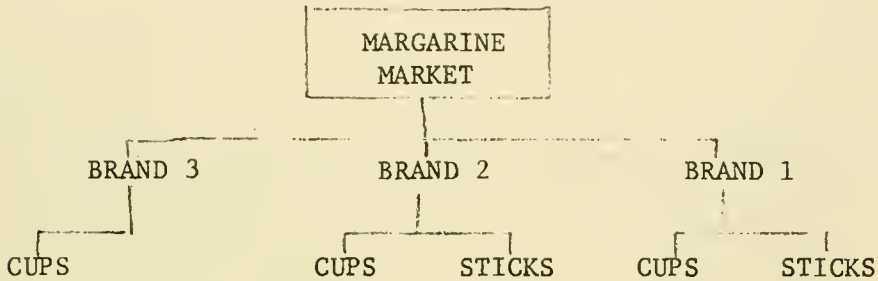 MARGARINE
MARKET
BRAND 3 BRAND 2 BRAND 1
CUPS CUPS STICKS CUPS STICKS